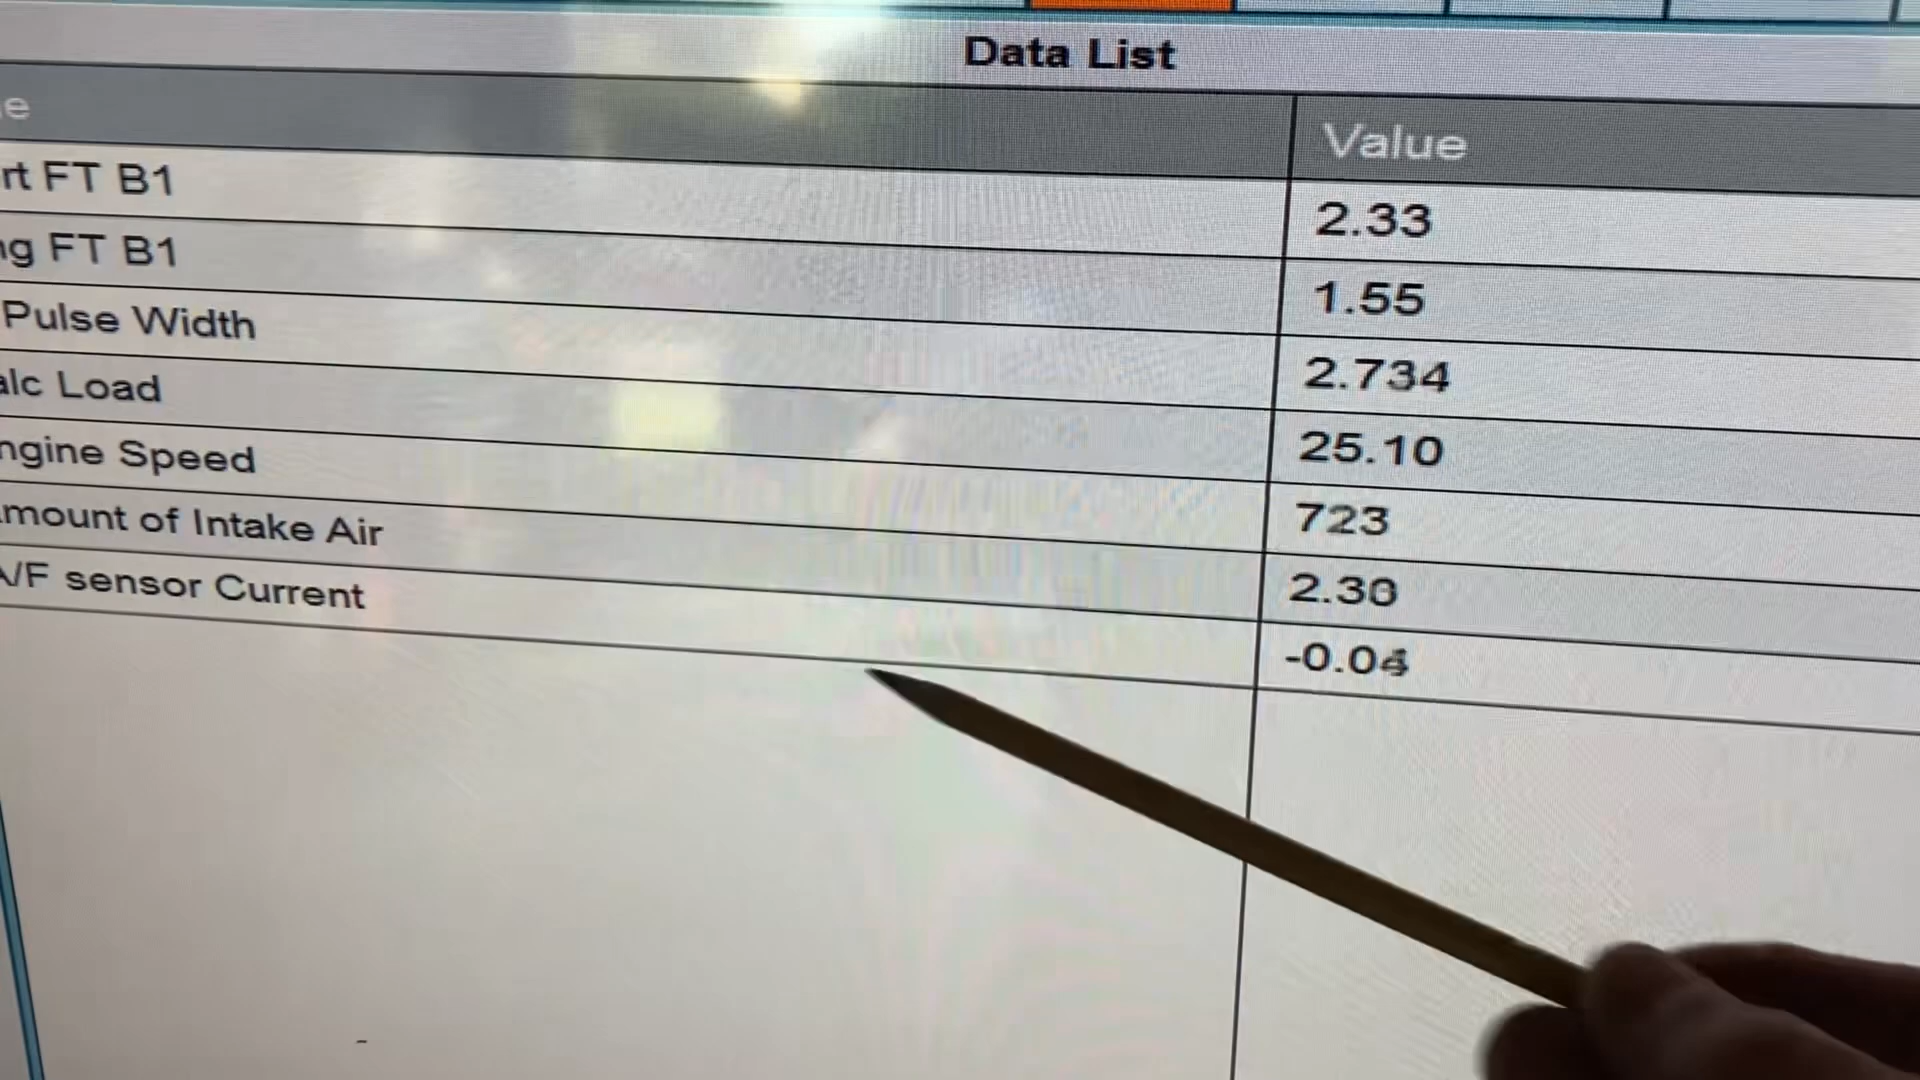 Data List
e
Value
rt FT B1
2.33
ng FT B1
1.55
Pulse Width
2.734
alc Load
25.10
ngine Speed
723
mount of Intake Air
2.30
A/F sensor Current
-0.04